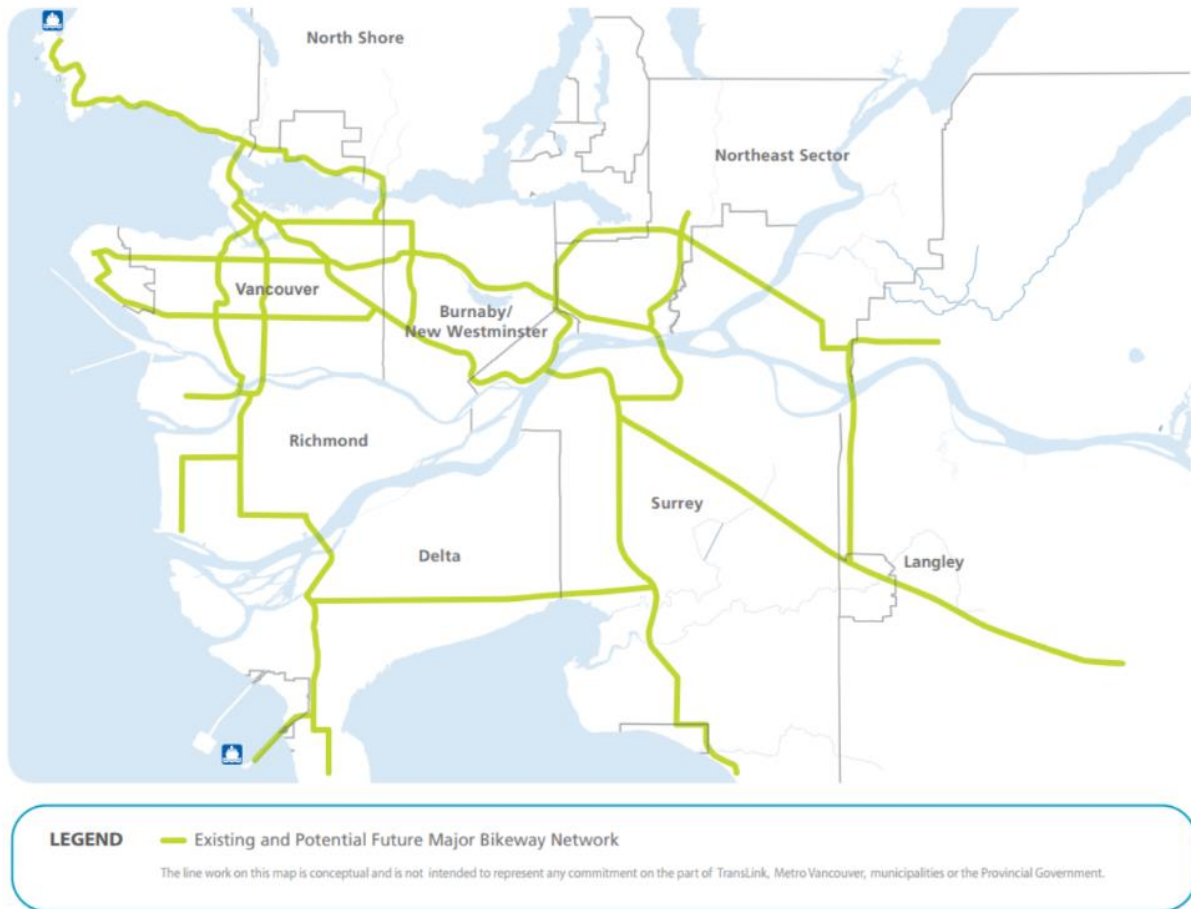 North Shore
Northeast Sector
Vancouver
Burnaby/
New Westminster
Richmond
Surrey
Delta
Langley
LEGEND
Existing and Potential Future Major Bikeway Network
The line work on this map is conceptual and is not intended to represent any commitment on the part of TransLink, Metro Vancouver, municipalities or the Provincial Government.